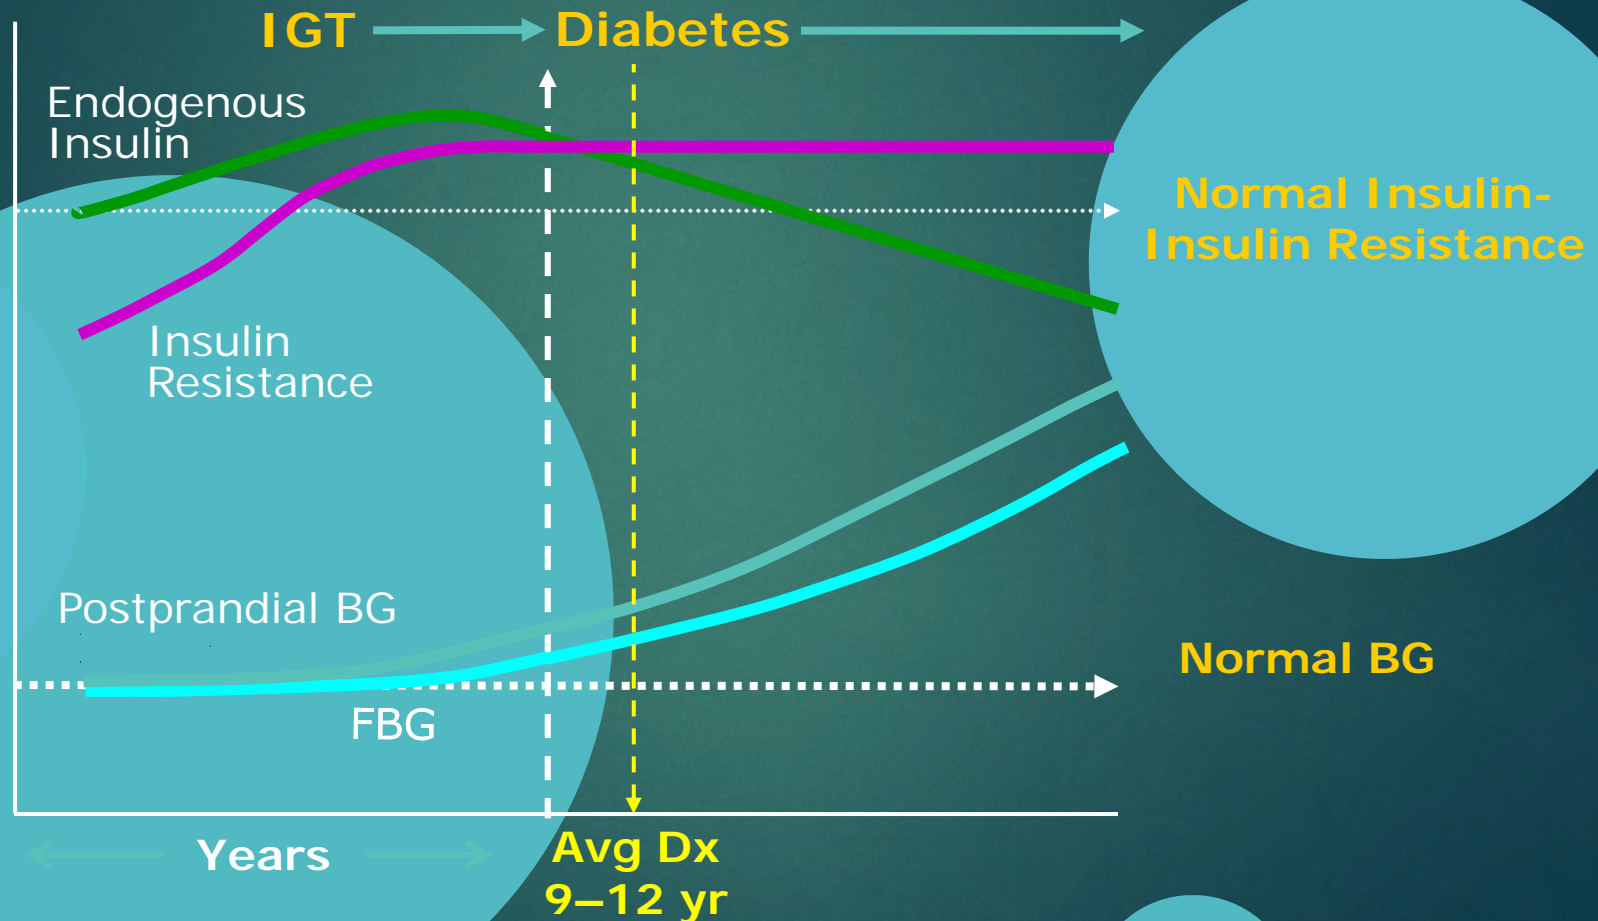 IGT
Diabetes
Endogenous
Insulin
Normal Insulin-
Insulin Resistance
Insulin
Resistance
Postprandial BG
Normal BG
FBG
Years
Avg Dx
9–12 yr